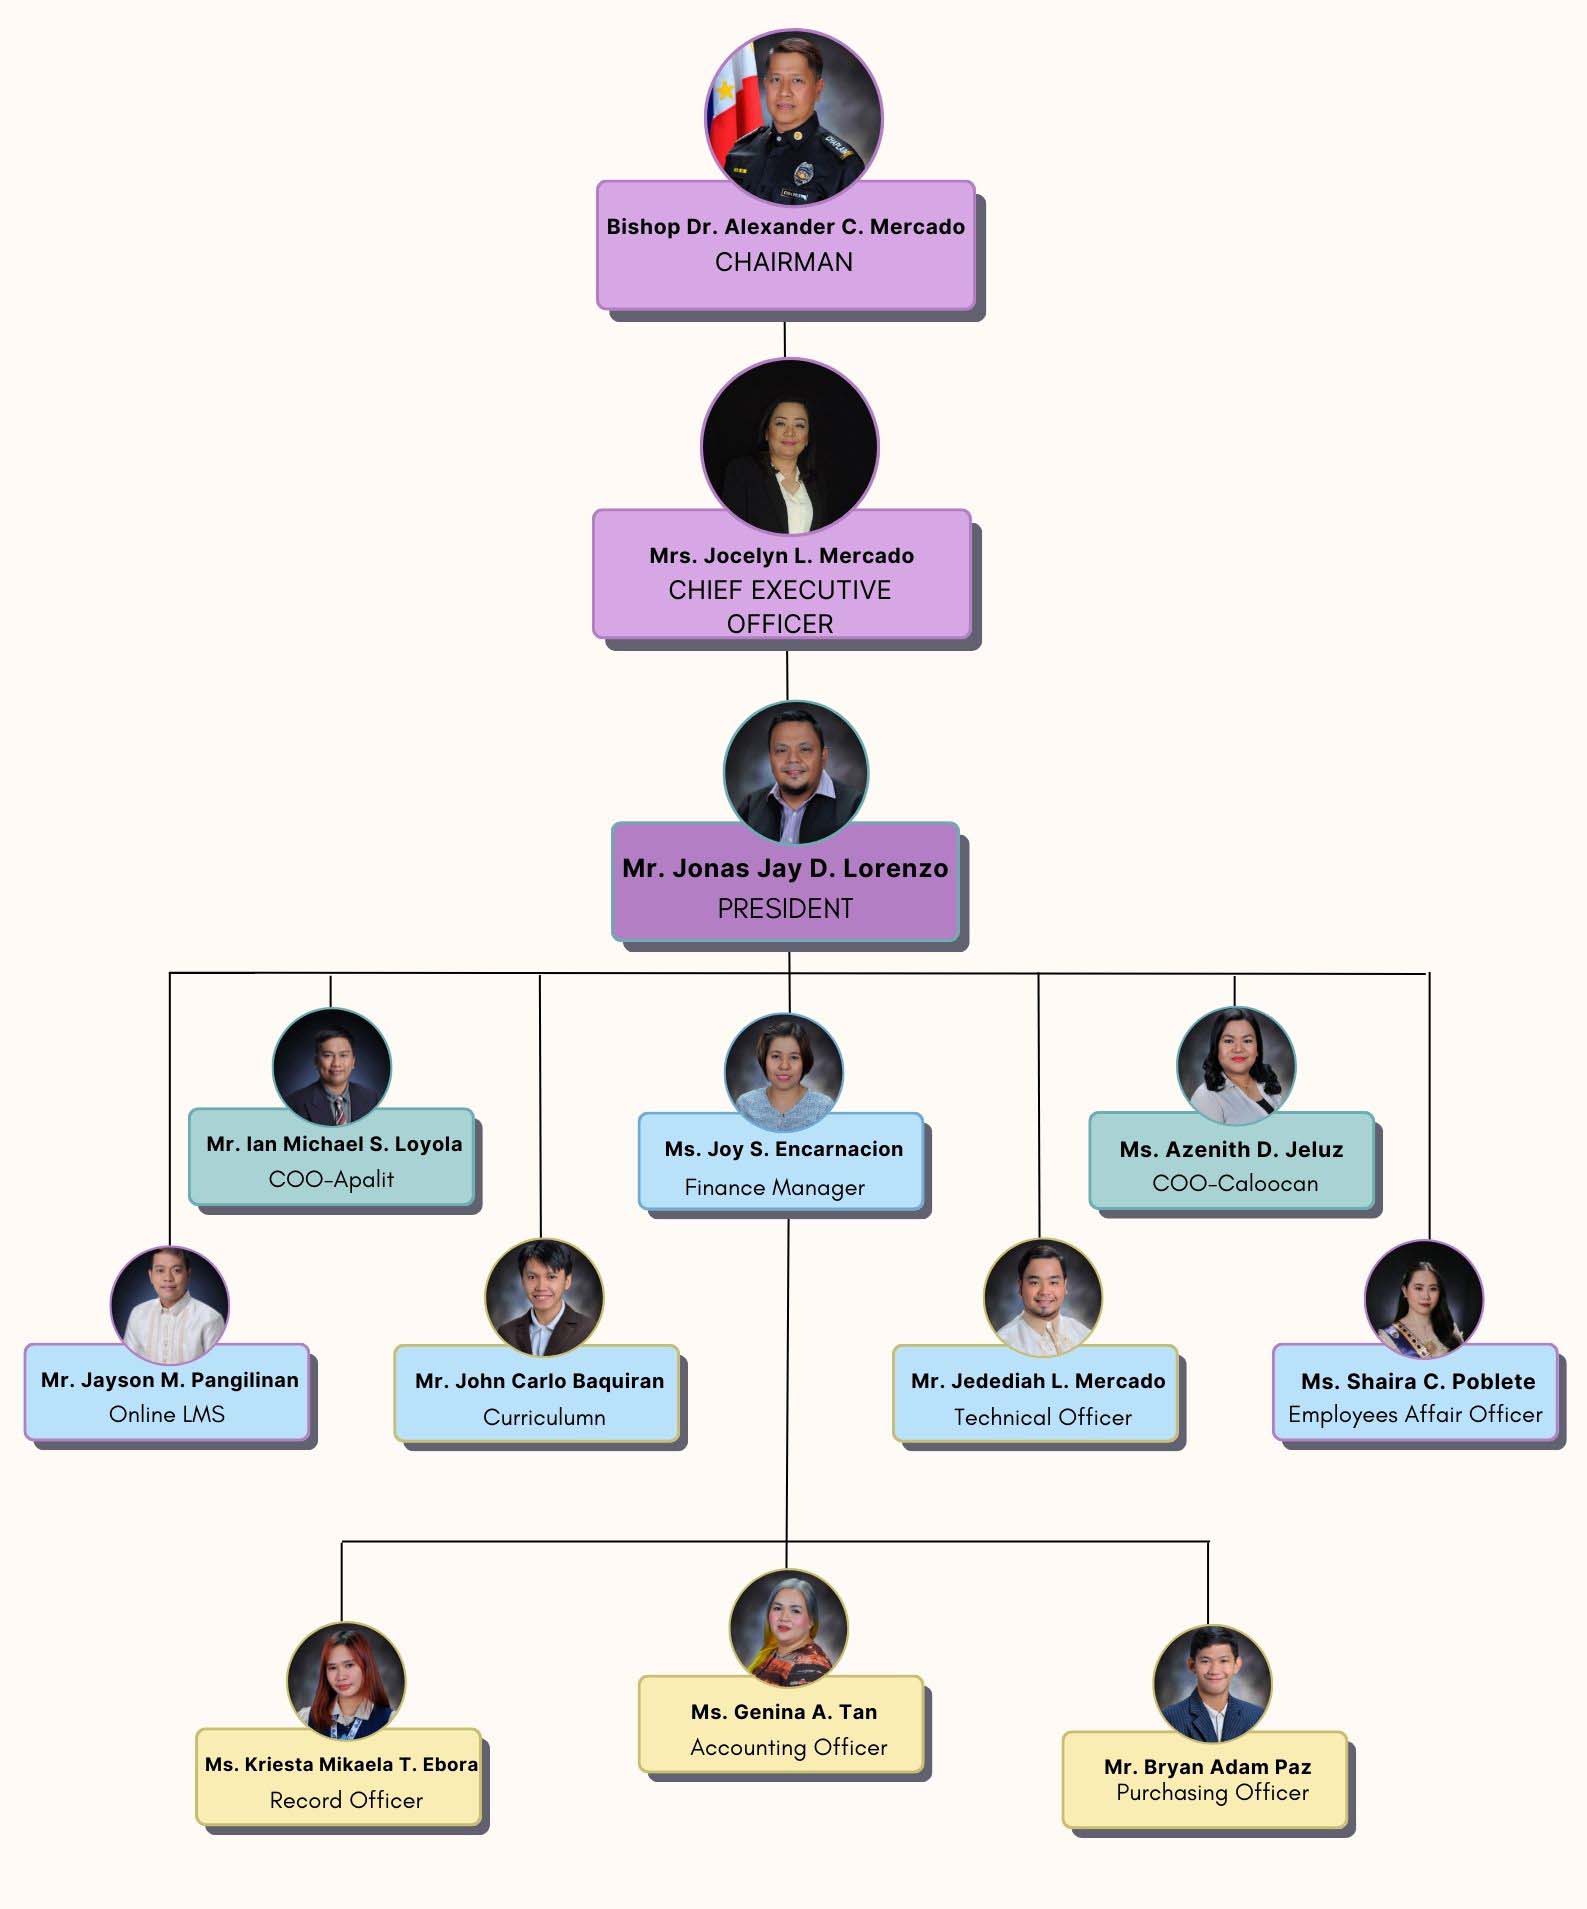 CHAPLAIN
Bishop Dr. Alexander C. Mercado
CHAIRMAN
Mrs. Jocelyn L. Mercado
CHIEF EXECUTIVE
OFFICER
Mr. Jonas Jay D. Lorenzo
PRESIDENT
Mr. Ian Michael S. Loyola
COO-Apalit
Ms. Joy S. Encarnacion
Finance Manager
Ms. Azenith D. Jeluz
COO-Caloocan
Mr. Jayson M. Pangilinan
Online LMS
Mr. John Carlo Baquiran
Curriculumn
Mr. Jedediah L. Mercado
Technical Officer
Ms. Shaira C. Poblete
Employees Affair Officer
Ms. Kriesta Mikaela T. Ebora
Record Officer
Ms. Genina A. Tan
Accounting Officer
Mr. Bryan Adam Paz
Purchasing Officer